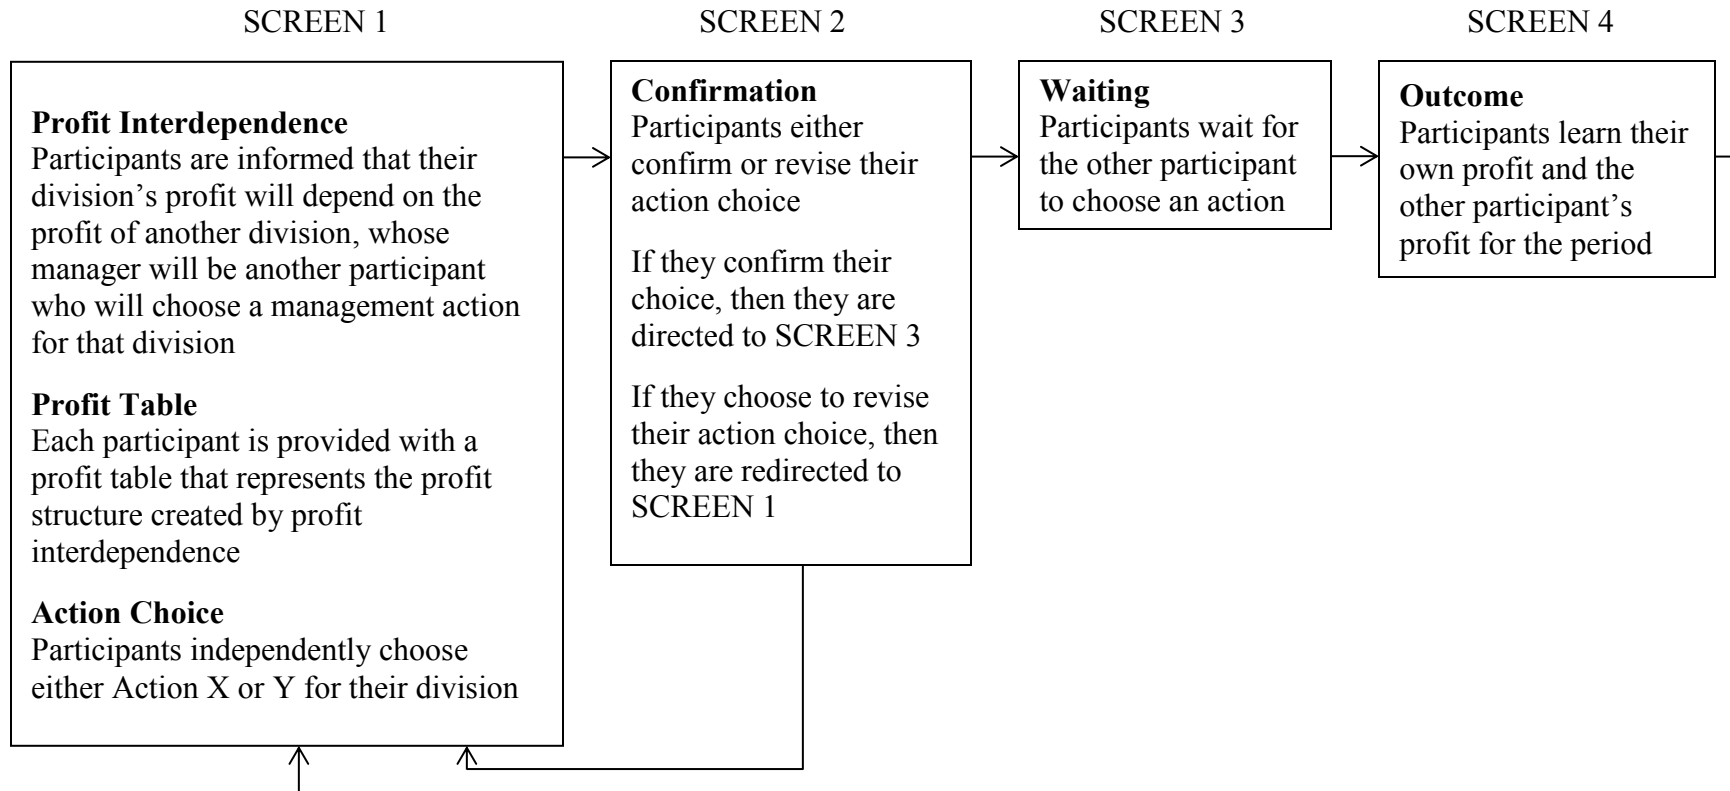 SCREEN 1
Profit Interdependence
Participants are informed that their
division’s profit will depend on the
profit of another division, whose
manager will be another participant
who will choose a management action
for that division
Profit Table
Each participant is provided with a
profit table that represents the profit
structure created by profit
interdependence
Action Choice
Participants independently choose
either Action X or Y for their division
SCREEN 2
Confirmation
Participants either
confirm or revise their
action choice
If they confirm their
choice, then they are
directed to SCREEN 3
If they choose to revise
their action choice, then
they are redirected to
SCREEN 1
SCREEN 3
Waiting
Participants wait for
the other participant
to choose an action
SCREEN 4
Outcome
Participants learn their
own profit and the
other participant’s
profit for the period